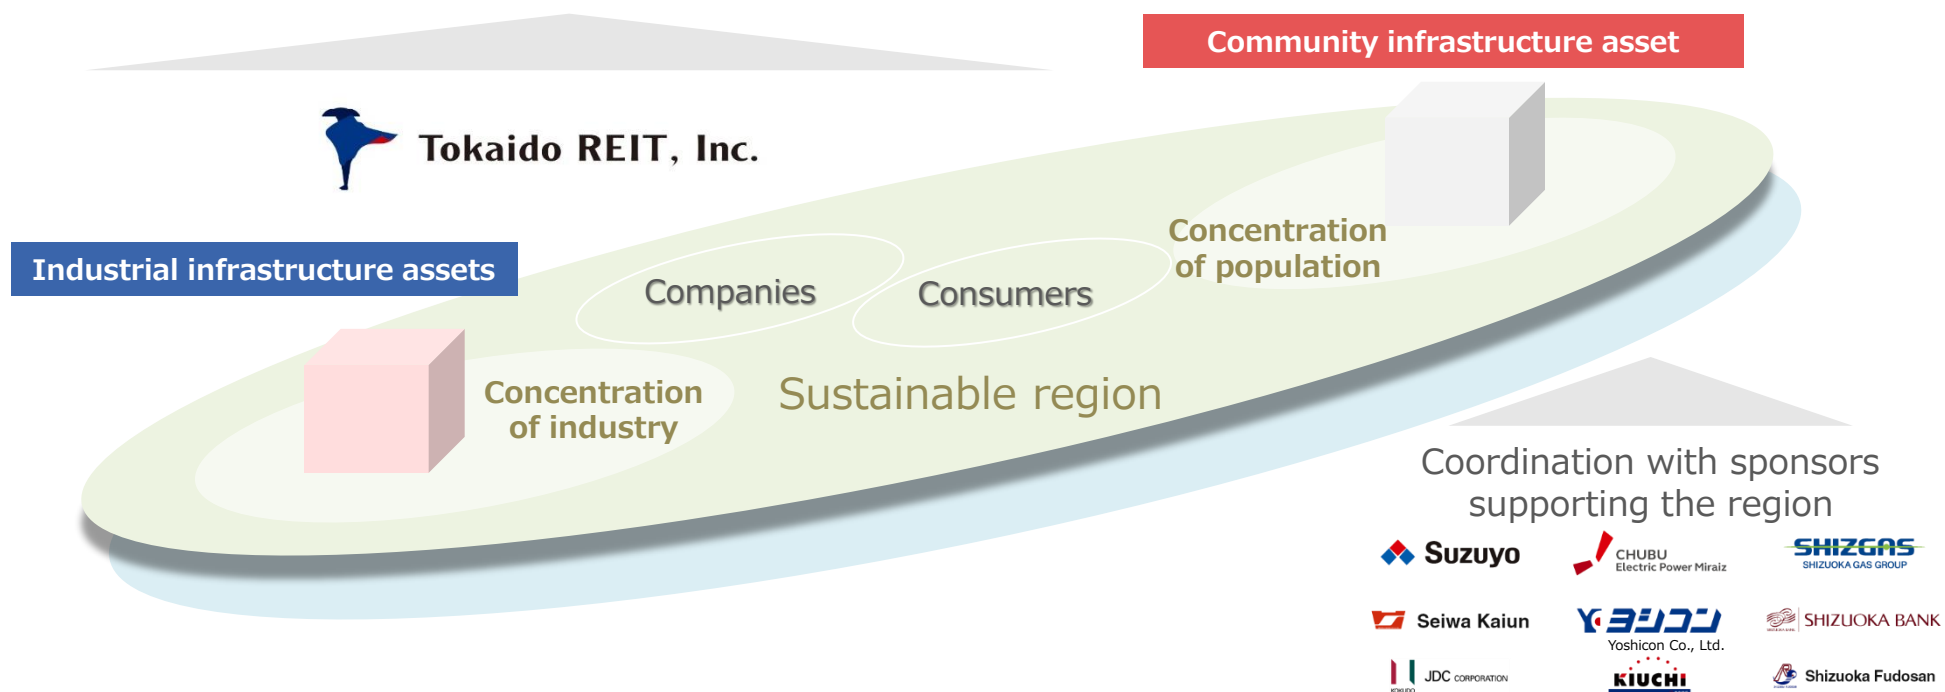 Community infrastructure asset
Tokaido REIT, Inc.
Industrial infrastructure assets
Concentration
of population
Companies
Consumers
Concentration
of industry
Sustainable region
Coordination with sponsors
supporting the region
Suzuyo
CHUBU
Electric Power Miraiz
SHIZGAS
SHIZUOKA GAS GROUP
Seiwa Kaiun
ヨシコン
Yoshicon Co., Ltd.
SHIZUOKA BANK
KOKUDO
JDC CORPORATION
KIUCHI
Shizuoka Fudosan